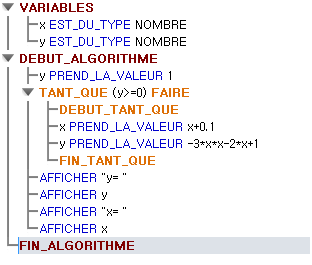 VARIABLES
x EST_DU_TYPE NOMBRE
y EST_DU_TYPE NOMBRE
DEBUT_ALGORITHME
y PREND_LA_VALEUR 1
TANT_QUE (y>=0) FAIRE
DEBUT_TANT_QUE
x PREND_LA_VALEUR x+0.1
y PREND_LA_VALEUR -3*x*x-2*x+1
FIN_TANT_QUE
AFFICHER "y= "
AFFICHER y
AFFICHER "x= "
AFFICHER x
FIN_ALGORITHME